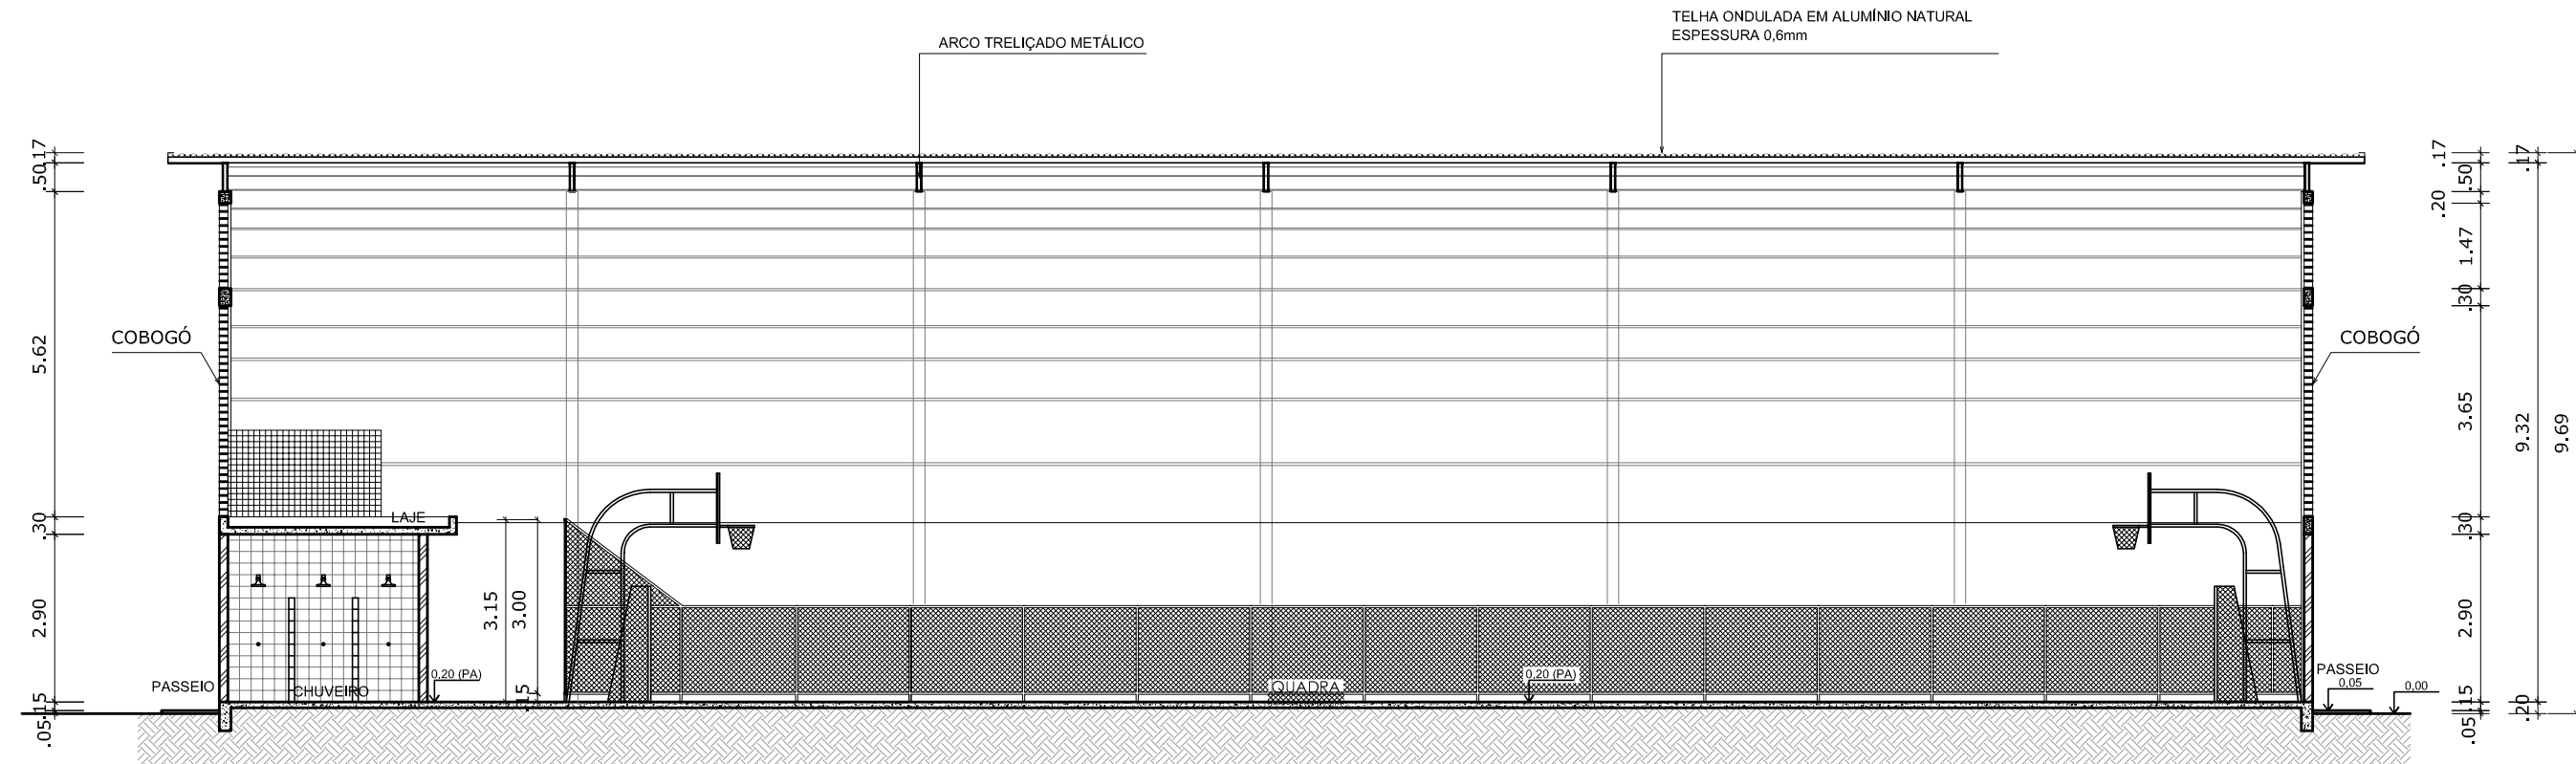 TELHA ONDULADA EM ALUMÍNIO NATURAL
ESPESSURA 0,6mm
ARCO TRELIÇADO METÁLICO
.17
.50
5.62
.30
2.90
.15
.05
COBOGÓ
LAJE
CHUVEIRO
PASSEIO
0,20 (PA)
3.15
3.00
.15
QUADRA
0,20 (PA)
COBOGÓ
PASSEIO
0,05
0,00
.17
.50
.20
1.47
.30
3.65
.30
2.90
.15
.05
.17
9.32
.20
9.69